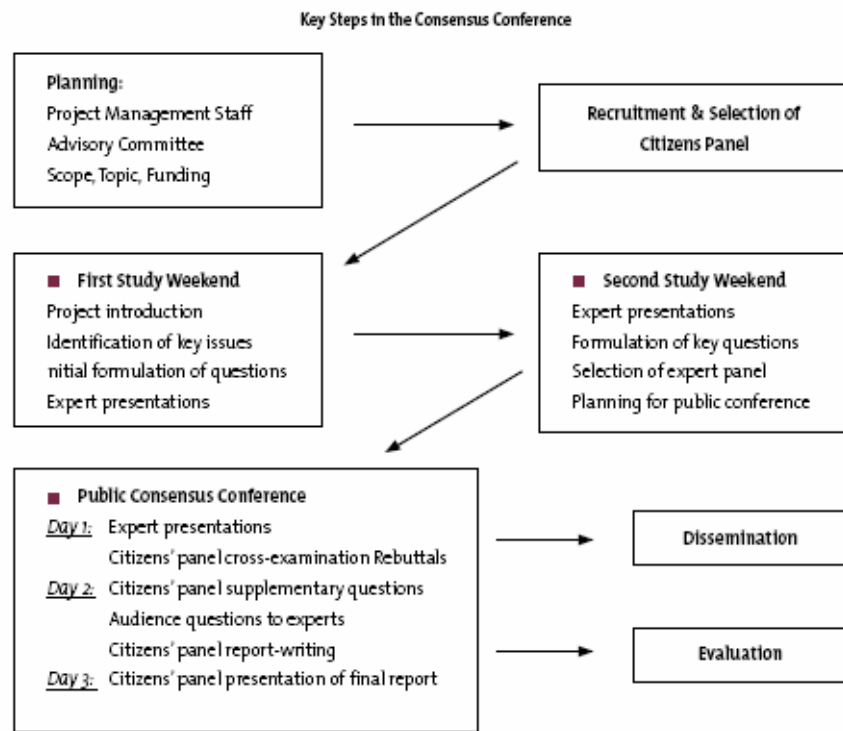 Key Steps in the Consensus Conference
Planning:
Project Management Staff
Advisory Committee
Scope, Topic, Funding
Recruitment & Selection of
Citizens Panel
First Study Weekend
Project introduction
Identification of key issues
nitial formulation of questions
Expert presentations
Second Study Weekend
Expert presentations
Formulation of key questions
Selection of expert panel
Planning for public conference
Public Consensus Conference
Day 1: Expert presentations
Citizens' panel cross-examination Rebuttals
Day 2: Citizens' panel supplementary questions
Audience questions to experts
Citizens' panel report-writing
Day 3: Citizens' panel presentation of final report
Dissemination
Evaluation